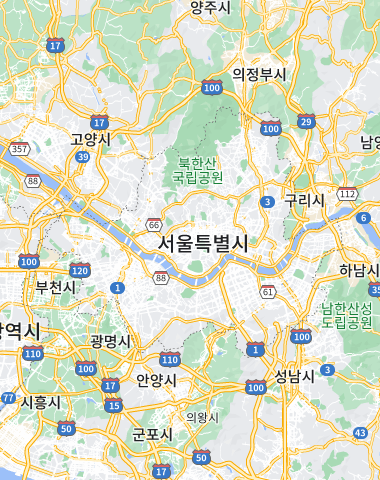 양주시
17
의정부시
100
17
100
29
고양시
남양
357
39
북한산
국립공원
88
112
3
구리시
66
6
서울특별시
100
120
88
하남시
부천시
1
61
35
남한산성
도립공원
광역시
광명시
100
110
110
1
100
안양시
성남시
3
17
100
77
시흥시
15
의왕시
50
군포시
43
50
17